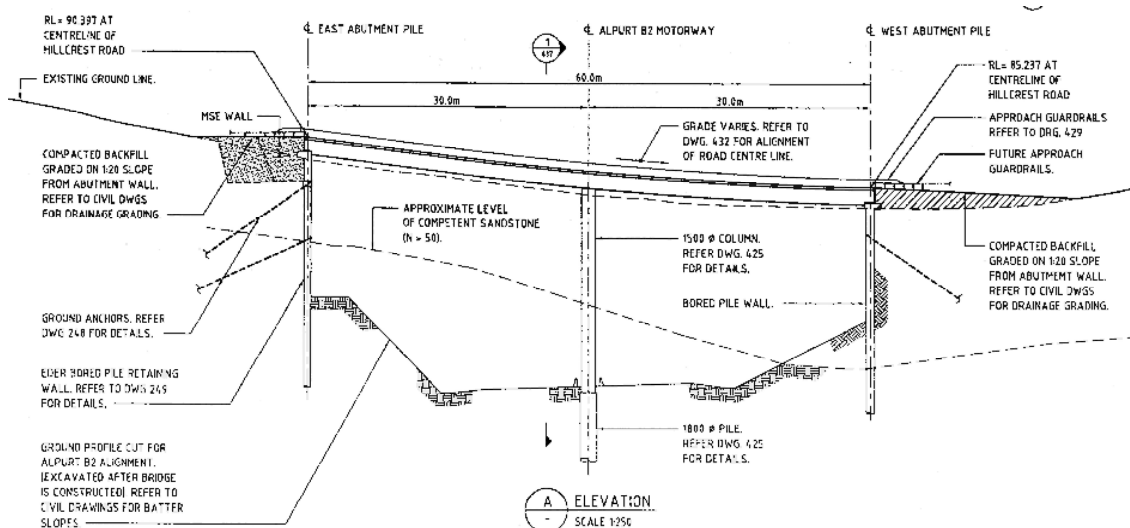 RL= 90.397 AT
CENTRELINE OF
HILLCREST ROAD
EXISTING GROUND LINE.
MSE WALL
COMPACTED BACKFILL
GRADED ON 1:20 SLOPE
FROM ABUTMENT WALL.
REFER TO CIVIL DWGS
FOR DRAINAGE GRADING
GROUND ANCHORS. REFER
DWG 248 FOR DETAILS.
BORED PILE RETAINING
WALL. REFER TO DWG 249
FOR DETAILS.
GROUND PROFILE CUT FOR
ALPURT B2 ALIGNMENT.
(EXCAVATED AFTER BRIDGE
IS CONSTRUCTED) REFER TO
CIVIL DRAWINGS FOR BATTER
SLOPES.
℄ EAST ABUTMENT PILE
1
437
℄ ALPURT B2 MOTORWAY
℄ WEST ABUTMENT PILE
60.0m
30.0m
30.0m
GRADE VARIES. REFER TO
DWG. 432 FOR ALIGNMENT
OF ROAD CENTRE LINE.
APPROXIMATE LEVEL
OF COMPETENT SANDSTONE
(N > 50).
1500 Ø COLUMN.
REFER DWG. 425
FOR DETAILS.
BORED PILE WALL.
1800 Ø PILE.
REFER DWG. 425
FOR DETAILS.
RL= 85.237 AT
CENTRELINE OF
HILLCREST ROAD
APPROACH GUARDRAILS
REFER TO DRG. 429
FUTURE APPROACH
GUARDRAILS.
COMPACTED BACKFILL
GRADED ON 1:20 SLOPE
FROM ABUTMENT WALL.
REFER TO CIVIL DWGS
FOR DRAINAGE GRADING.
A
-
ELEVATION
SCALE 1:250